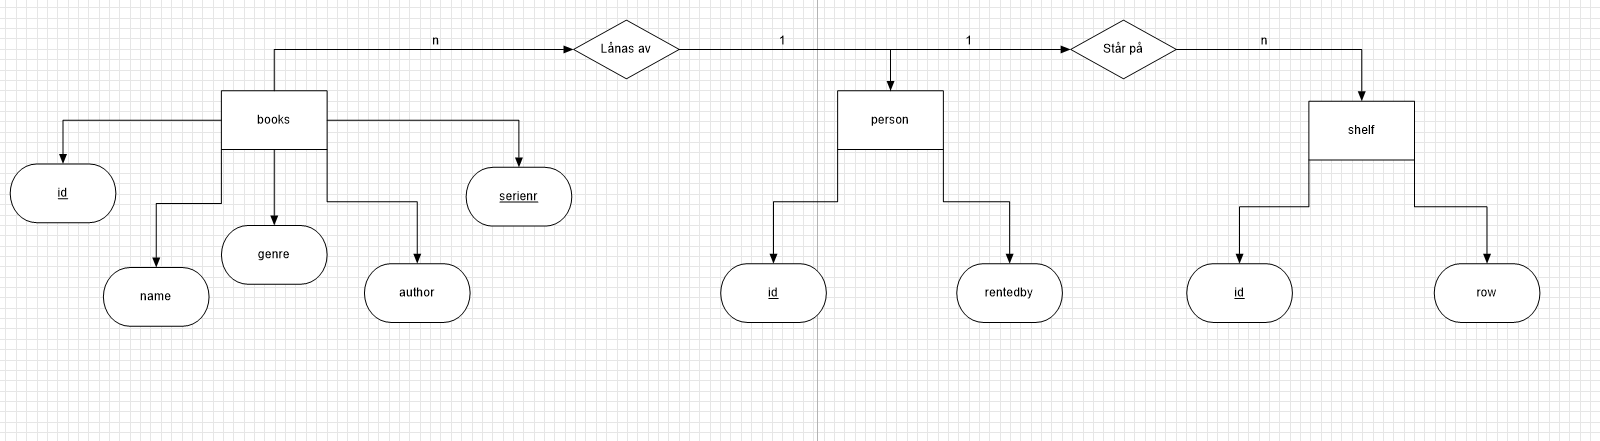 n
Lånas av
1
1
Står på
n
books
person
shelf
id
serienr
name
genre
author
id
rentedby
id
row